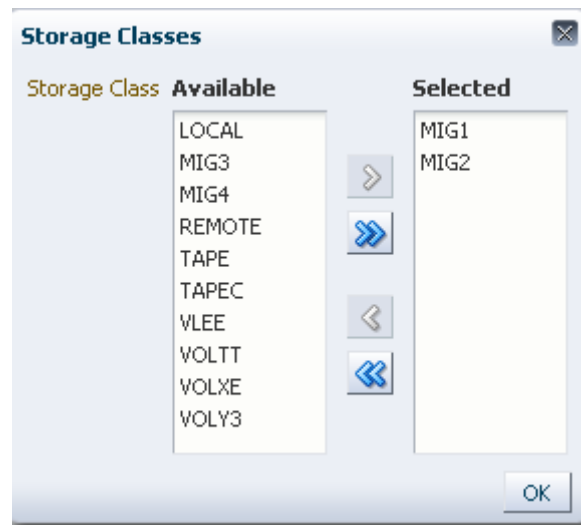 Storage Classes
Storage Class Available Selected
LOCAL
MIG3
MIG4
REMOTE
TAPE
TAPEC
VLEE
VOLTT
VOLXE
VOLY3
MIG1
MIG2
OK